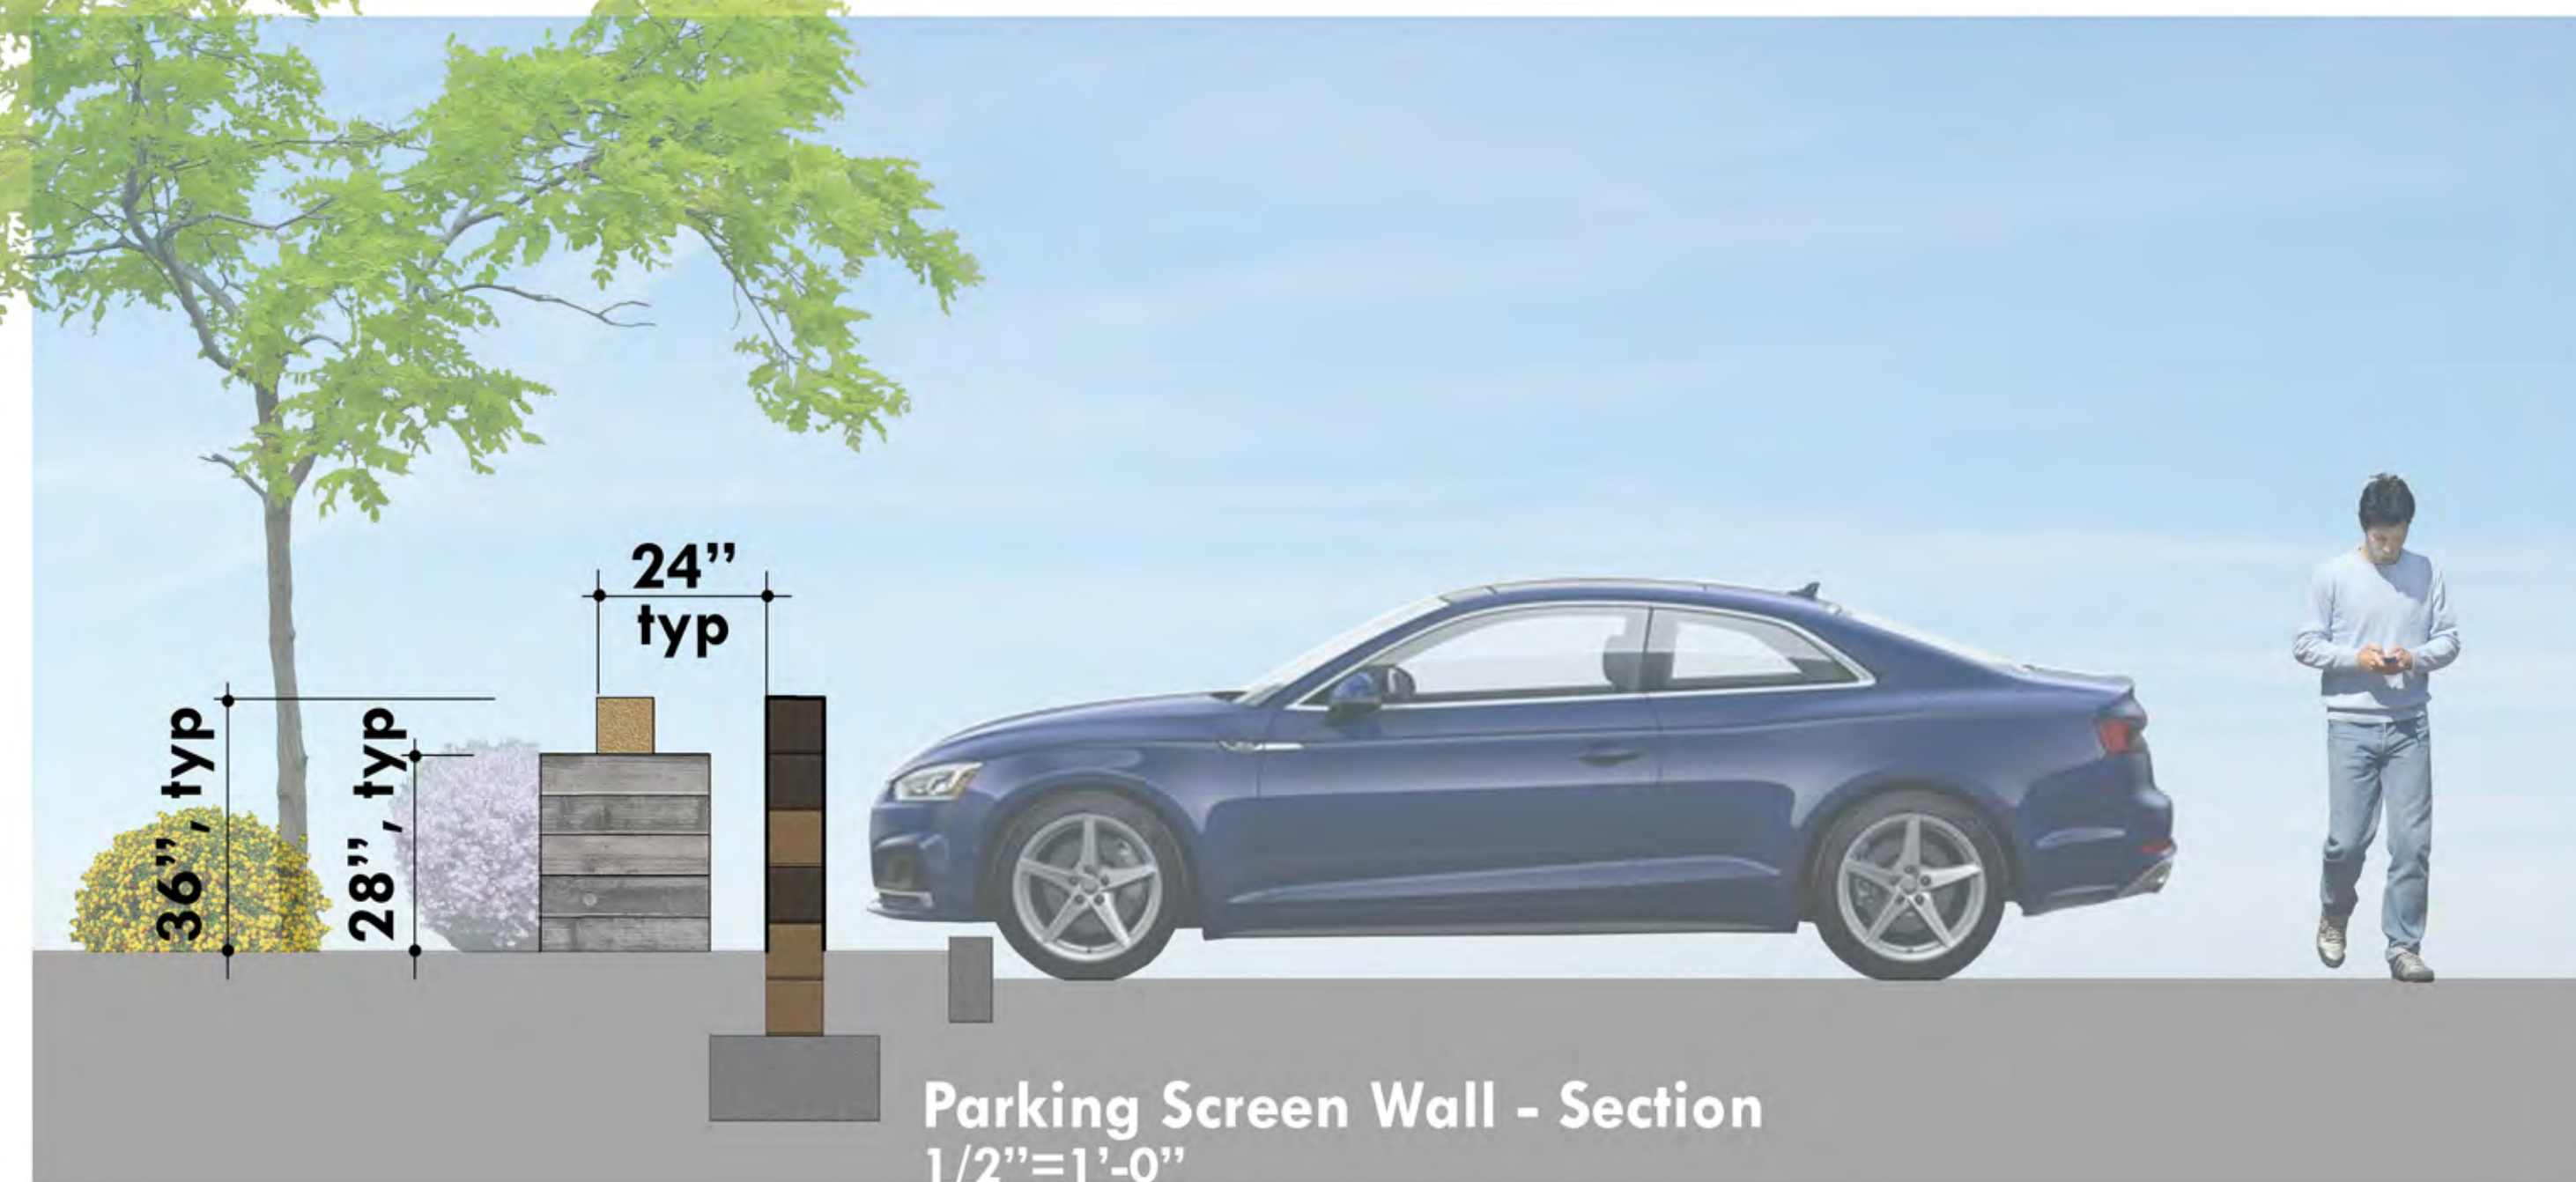 24”
typ
36”, typ
28”, typ
Parking Screen Wall - Section
1/2”=1’-0”